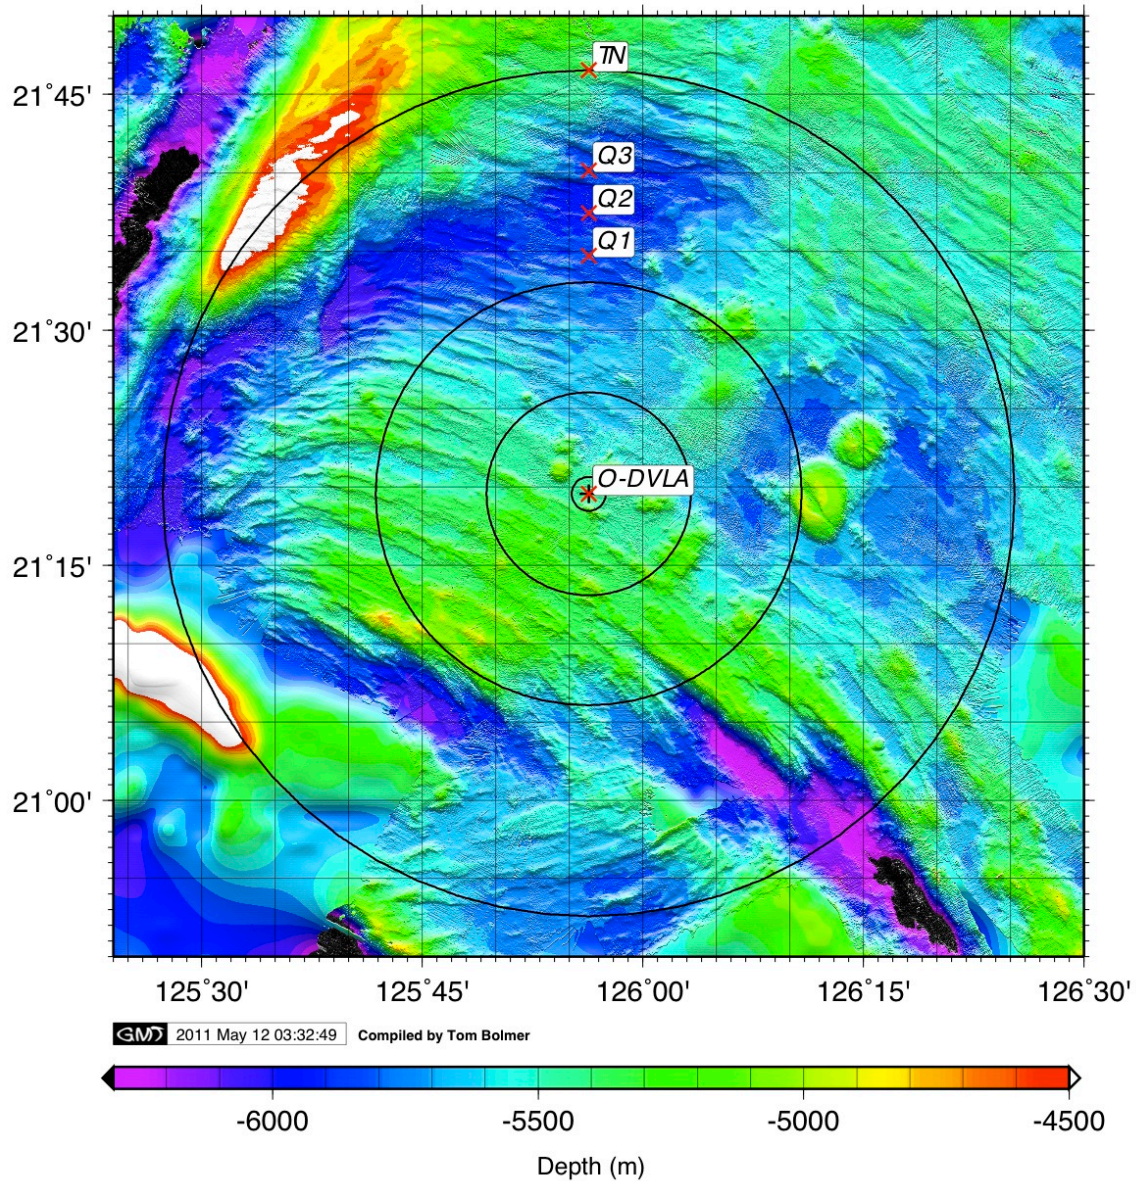 TN
21°45'
Q3
Q2
Q1
21°30'
O-DVLA
21°15'
21°00'
125°30' 125°45' 126°00' 126°15' 126°30'
GMT 2011 May 12 03:32:49 Compiled by Tom Bolmer
-6000 -5500 -5000 -4500
Depth (m)